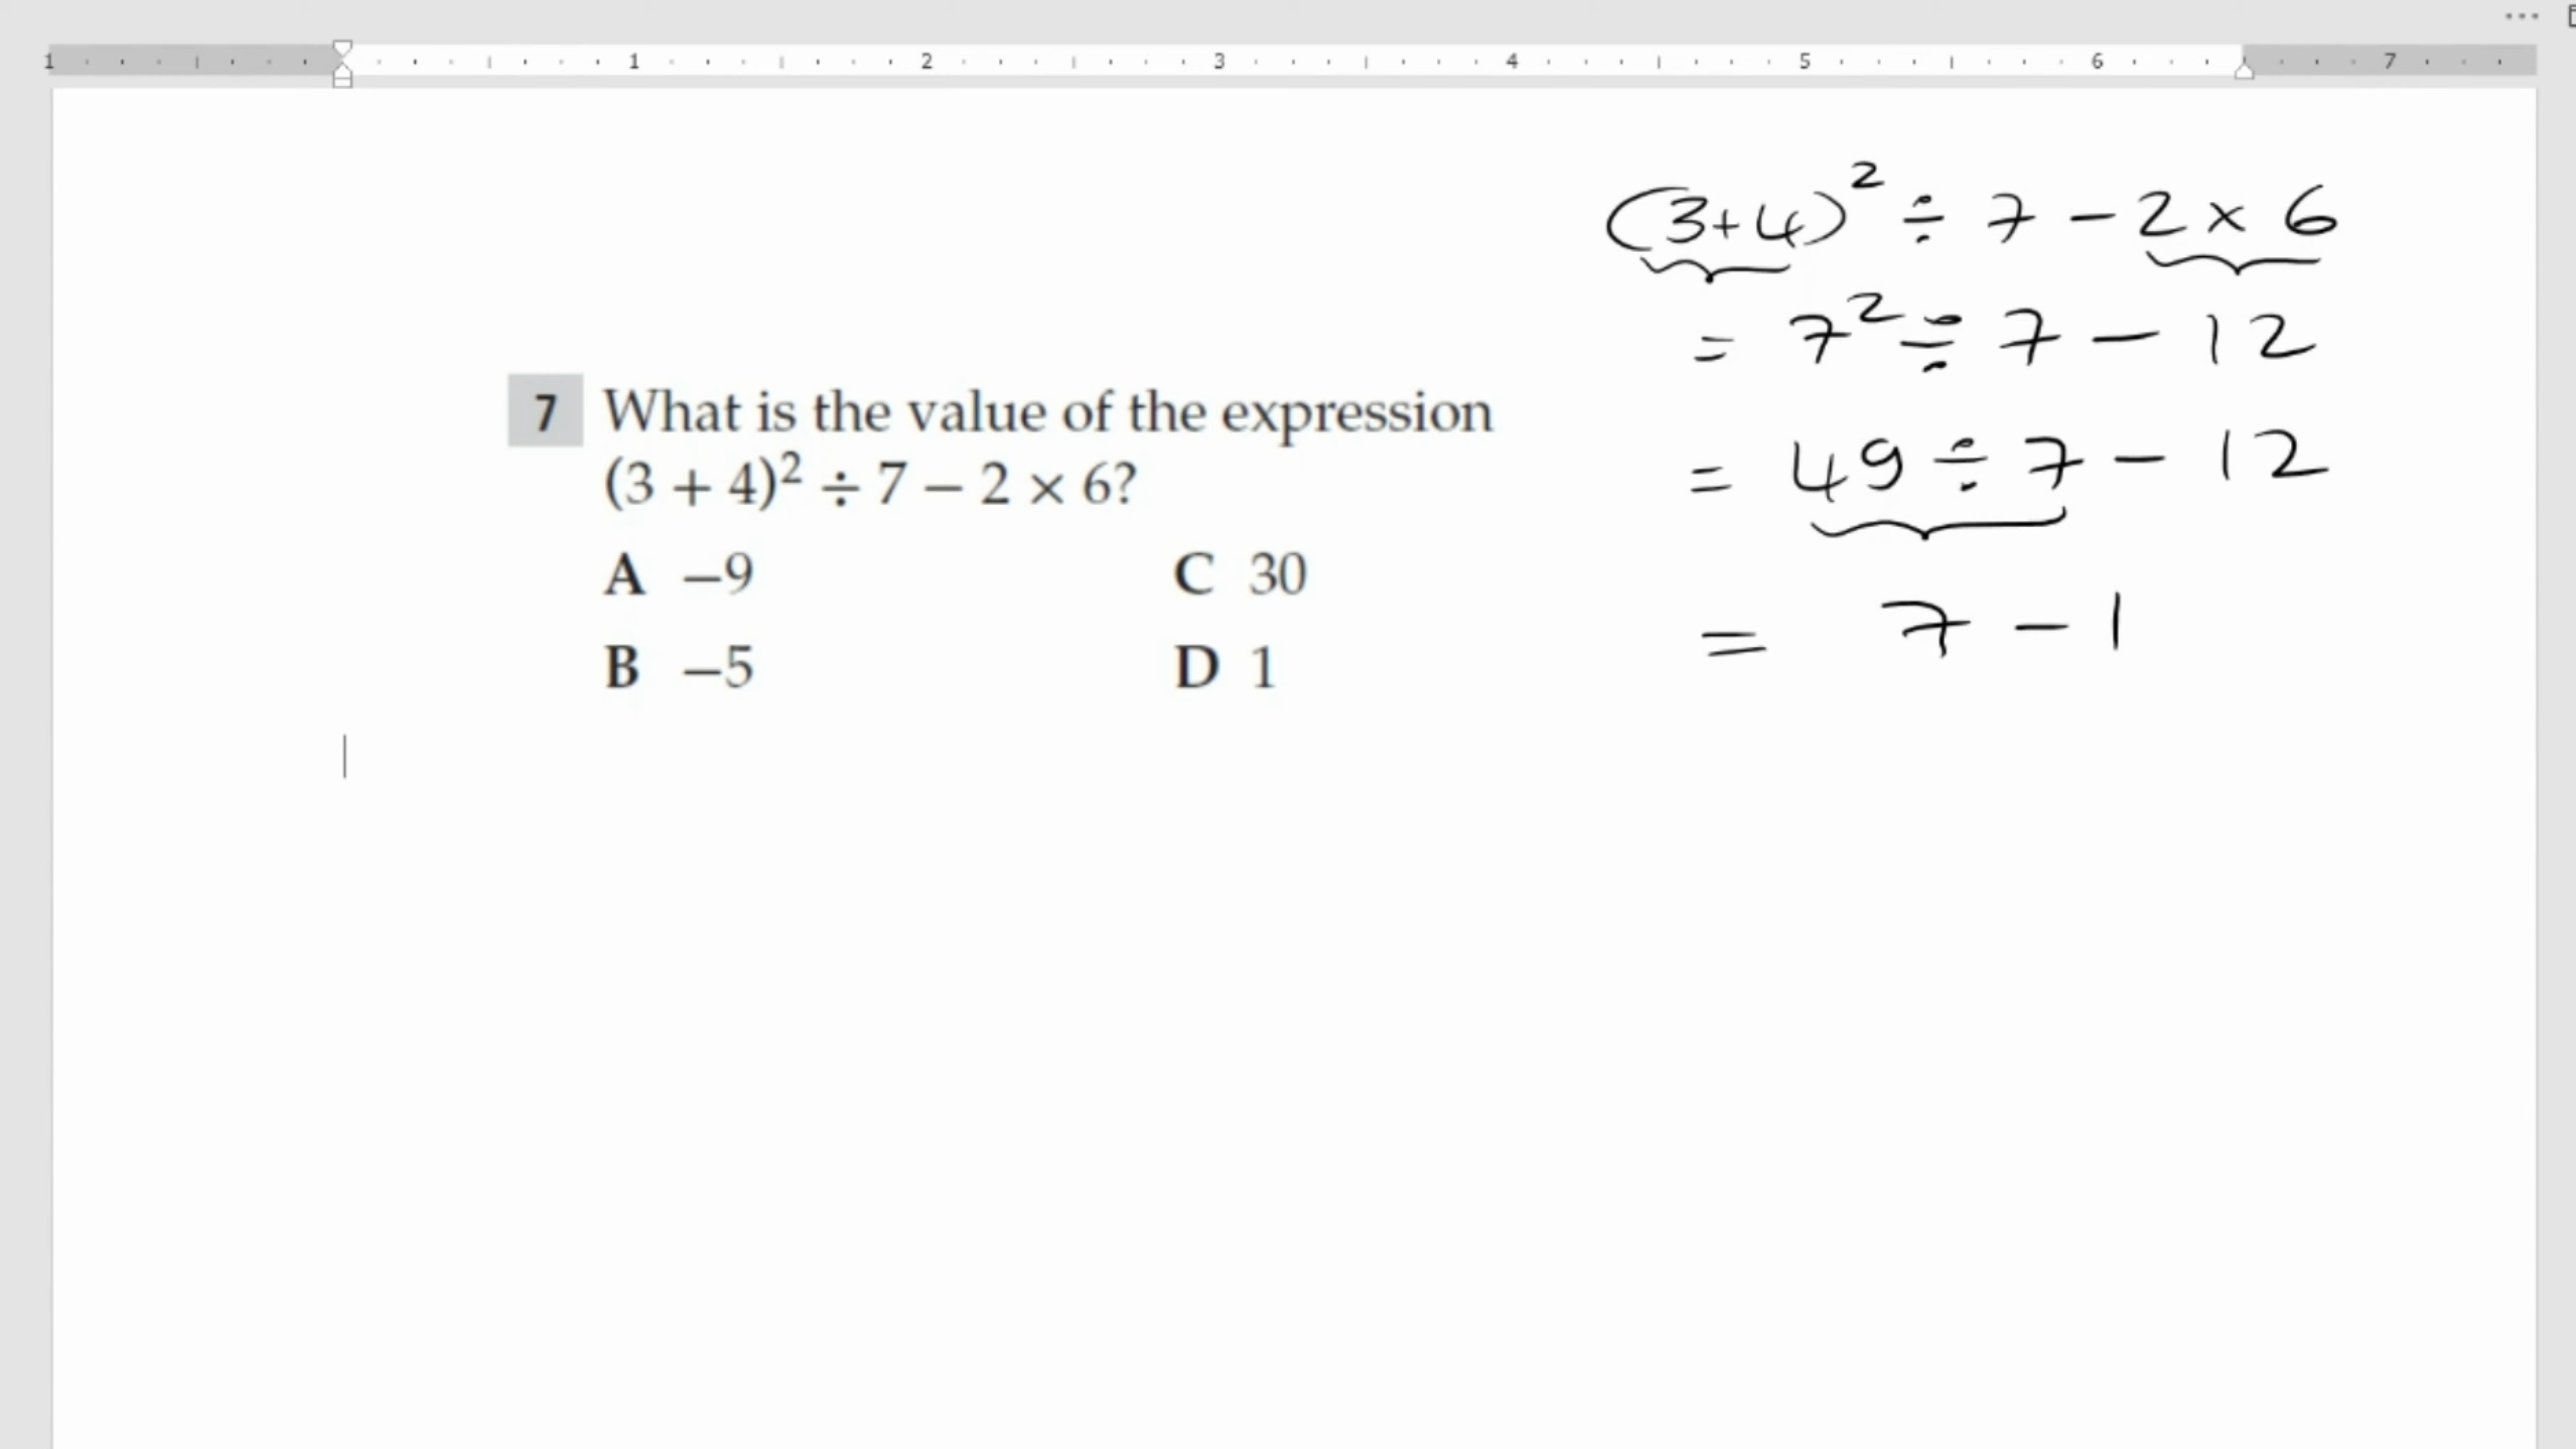 1 1 2 3 4 5 6 7
(3+4)² ÷ 7 – 2 × 6
= 7² ÷ 7 – 12
= 49 ÷ 7 – 12
= 7 – 1
7 What is the value of the expression
(3 + 4)² ÷ 7 – 2 × 6?
A –9
C 30
B –5
D 1